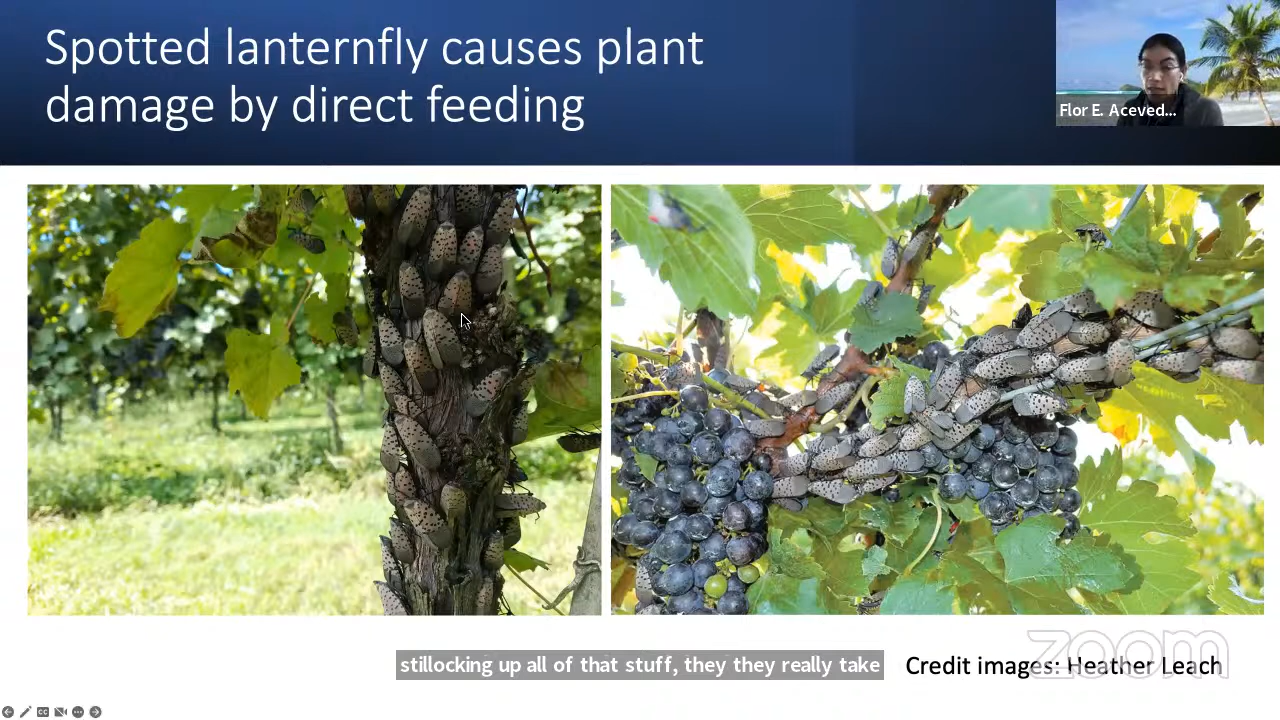 Spotted lanternfly causes plant
damage by direct feeding
Flor E. Aceved...
stillocking up all of that stuff, they they really take
Credit images: Heather Leach
zoom